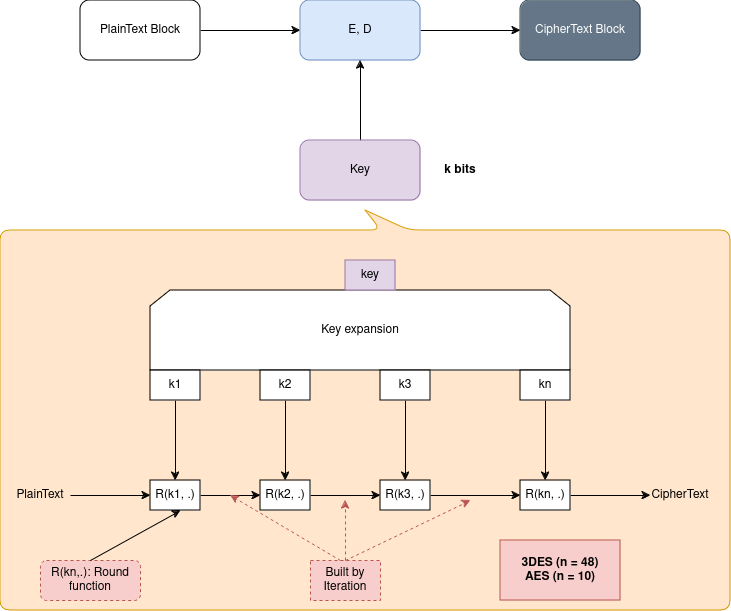 PlainText Block
E, D
CipherText Block
Key
k bits
key
Key expansion
k1
k2
k3
kn
PlainText
R(k1, .)
R(k2, .)
R(k3, .)
R(kn, .)
CipherText
R(kn,.): Round
function
Built by
Iteration
3DES (n = 48)
AES (n = 10)